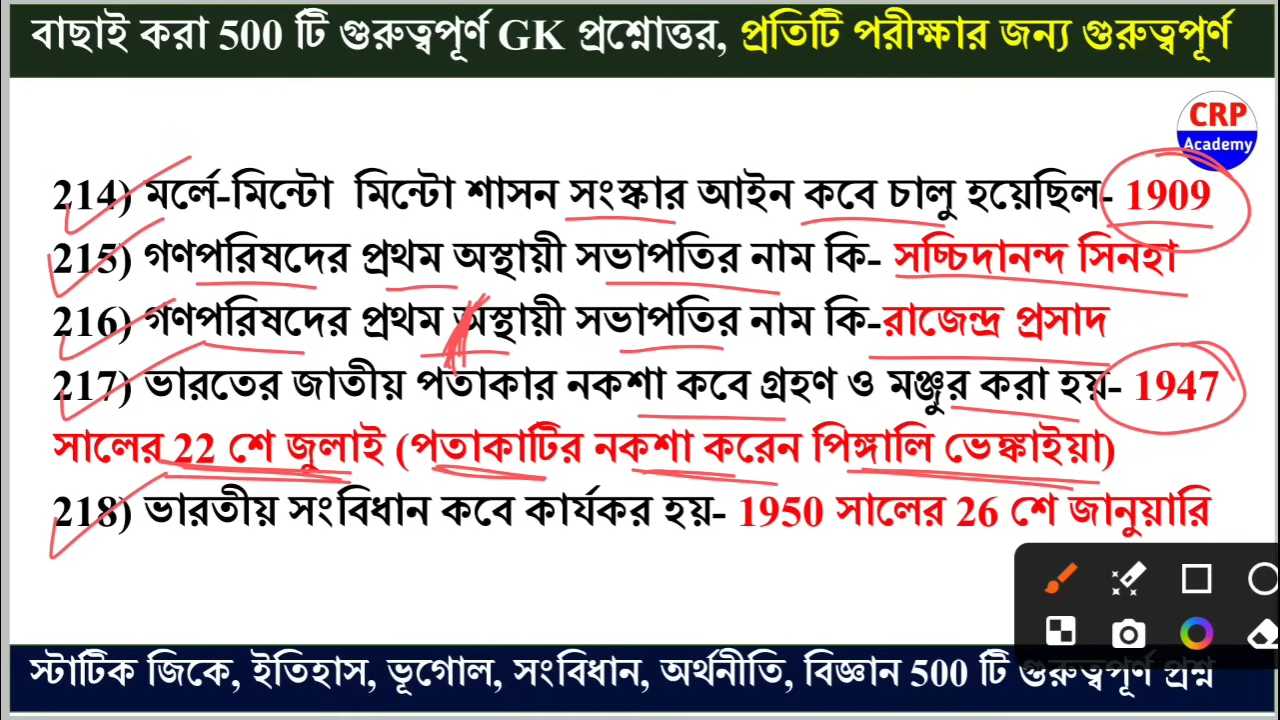 বাছাই করা 500 টি গুরুত্বপূর্ণ GK প্রশ্নোত্তর, প্রতিটি পরীক্ষার জন্য গুরুত্বপূর্ণ
CRP
Academy
214) মর্লে-মিন্টো মিন্টো শাসন সংস্কার আইন কবে চালু হয়েছিল- 1909
215) গণপরিষদের প্রথম অস্থায়ী সভাপতির নাম কি- সচ্চিদানন্দ সিনহা
216) গণপরিষদের প্রথম অস্থায়ী সভাপতির নাম কি-রাজেন্দ্র প্রসাদ
217) ভারতের জাতীয় পতাকার নকশা কবে গ্রহণ ও মঞ্জুর করা হয়- 1947
সালের 22 শে জুলাই (পতাকাটির নকশা করেন পিঙ্গালি ভেঙ্কাইয়া)
218) ভারতীয় সংবিধান কবে কার্যকর হয়- 1950 সালের 26 শে জানুয়ারি
স্টাটিক জিকে, ইতিহাস, ভূগোল, সংবিধান, অর্থনীতি, বিজ্ঞান 500 টি গুরুত্বপূর্ণ প্রশ্ন